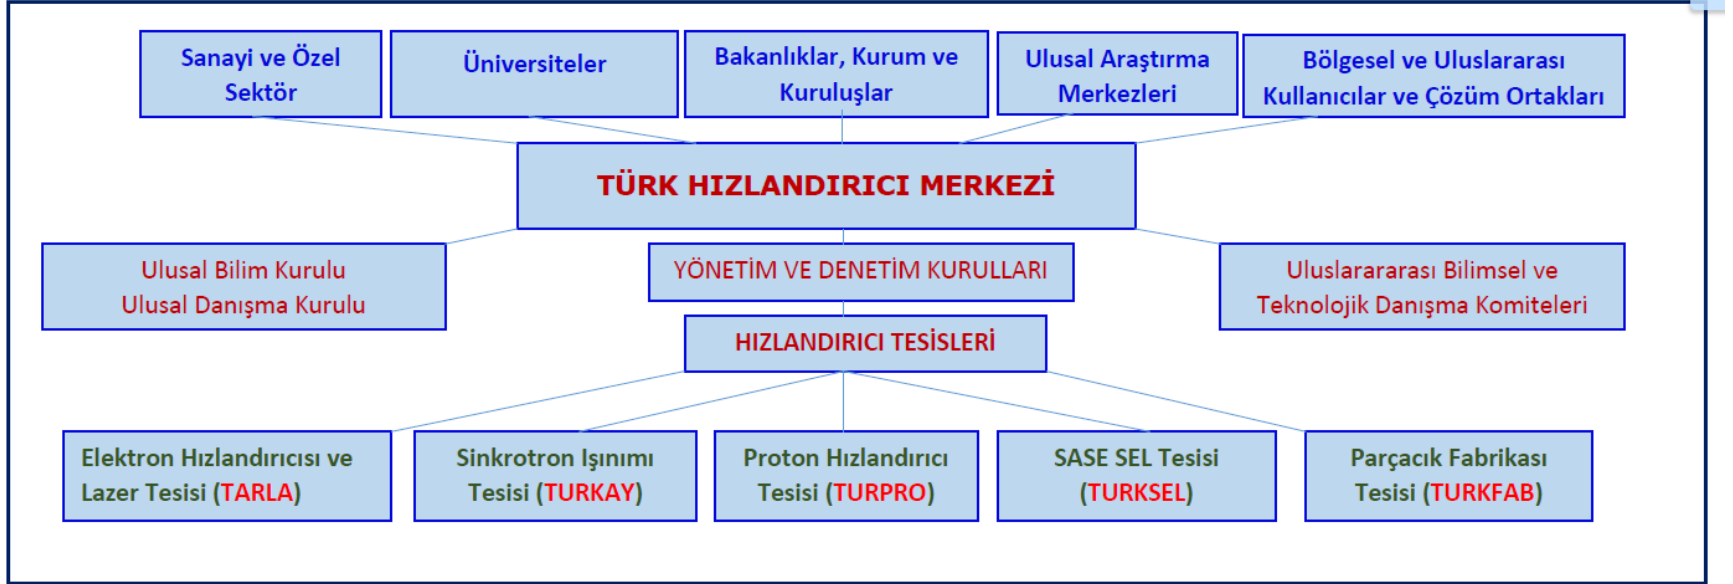 Sanayi ve Özel
Sektör
Üniversiteler
Bakanlıklar, Kurum ve
Kuruluşlar
Ulusal Araştırma
Merkezleri
Bölgesel ve Uluslararası
Kullanıcılar ve Çözüm Ortakları
TÜRK HIZLANDIRICI MERKEZİ
Ulusal Bilim Kurulu
Ulusal Danışma Kurulu
YÖNETİM VE DENETİM KURULLARI
Uluslarararası Bilimsel ve
Teknolojik Danışma Komiteleri
HIZLANDIRICI TESİSLERİ
Elektron Hızlandırıcısı ve
Lazer Tesisi (TARLA)
Sinkrotron Işınımı
Tesisi (TURKAY)
Proton Hızlandırıcı
Tesisi (TURPRO)
SASE SEL Tesisi
(TURKSEL)
Parçacık Fabrikası
Tesisi (TURKFAB)